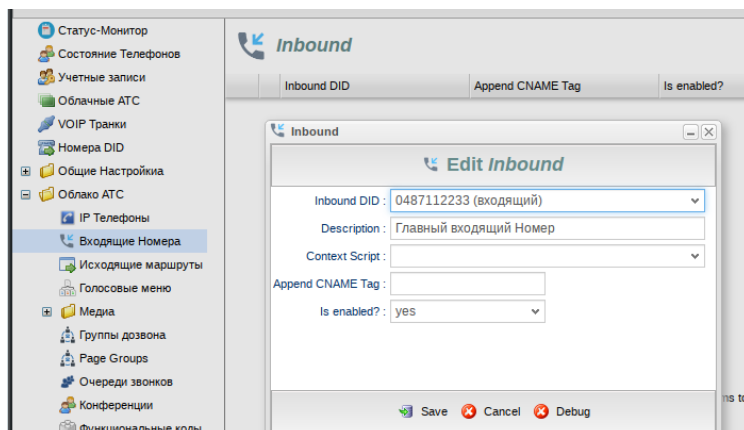 Статус-Монитор
Состояние Телефонов
Учетные записи
Облачные АТС
VOIP Транки
Номера DID
Общие Настройкиа
Облако АТС
IP Телефоны
Входящие Номера
Исходящие маршруты
Голосовые меню
Медиа
Группы дозвона
Page Groups
Очереди звонков
Конференции
Функциональные коды
Inbound
Inbound DID Append CNAME Tag Is enabled?
Inbound
Edit Inbound
Inbound DID : 0487112233 (входящий)
Description : Главный входящий Номер
Context Script :
Append CNAME Tag :
Is enabled? : yes
Save Cancel Debug